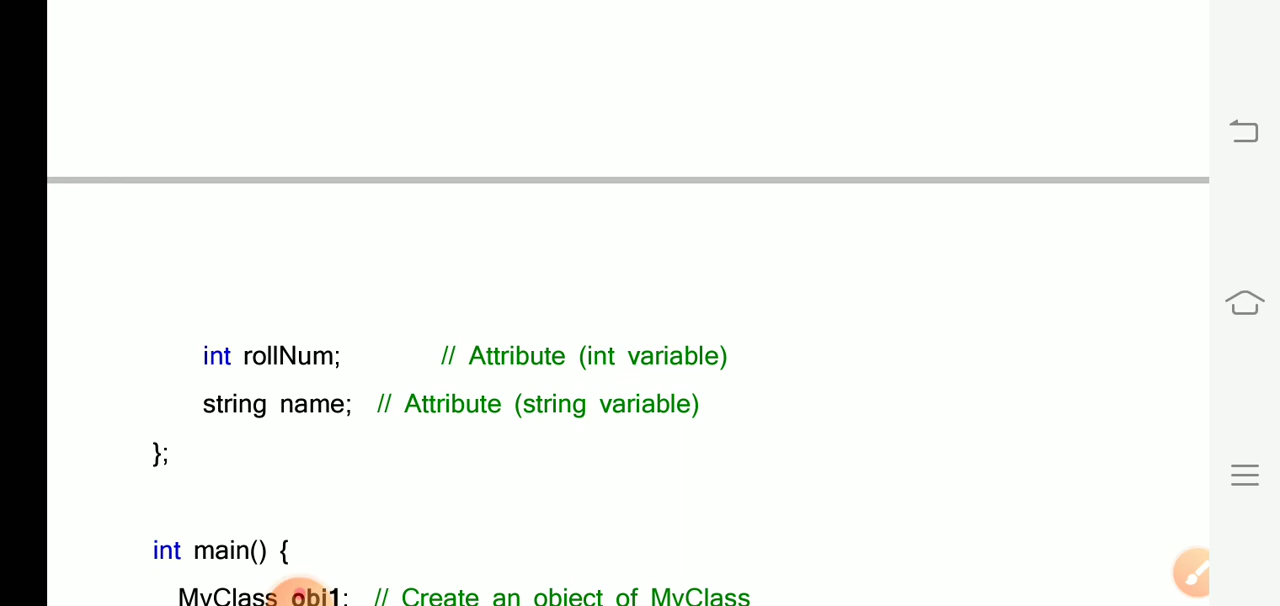 int rollNum; // Attribute (int variable)
string name; // Attribute (string variable)
};
int main() {
MyClass obj1; // Create an object of MyClass